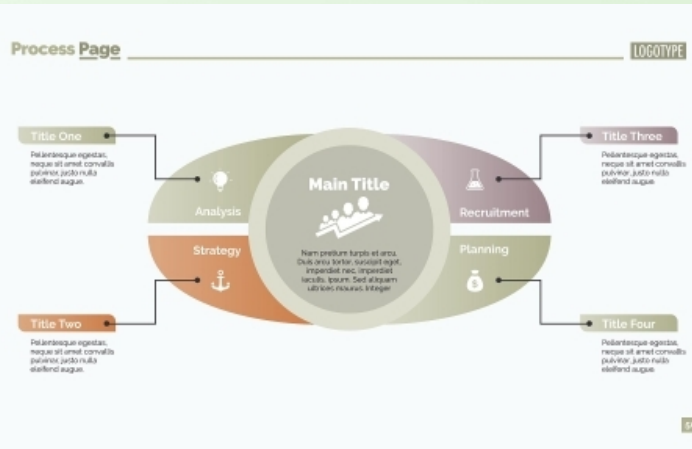 Process Page
LOGOTYPE
Title One
Pellentesque egestas,
neque sit amet convallis
pulvinar, justo nulla
eleifend augue.
Analysis
Strategy
Title Two
Pellentesque egestas,
neque sit amet convallis
pulvinar, justo nulla
eleifend augue.
Main Title
Nam pretium turpis et arcu.
Duis arcu tortor, suscipit eget,
imperdiet nec, imperdiet
iaculis, ipsum. Sed aliquam
ultrices mauris. Integer
Title Three
Pellentesque egestas,
neque sit amet convallis
pulvinar, justo nulla
eleifend augue.
Recruitment
Planning
$
Title Four
Pellentesque egestas,
neque sit amet convallis
pulvinar, justo nulla
eleifend augue.